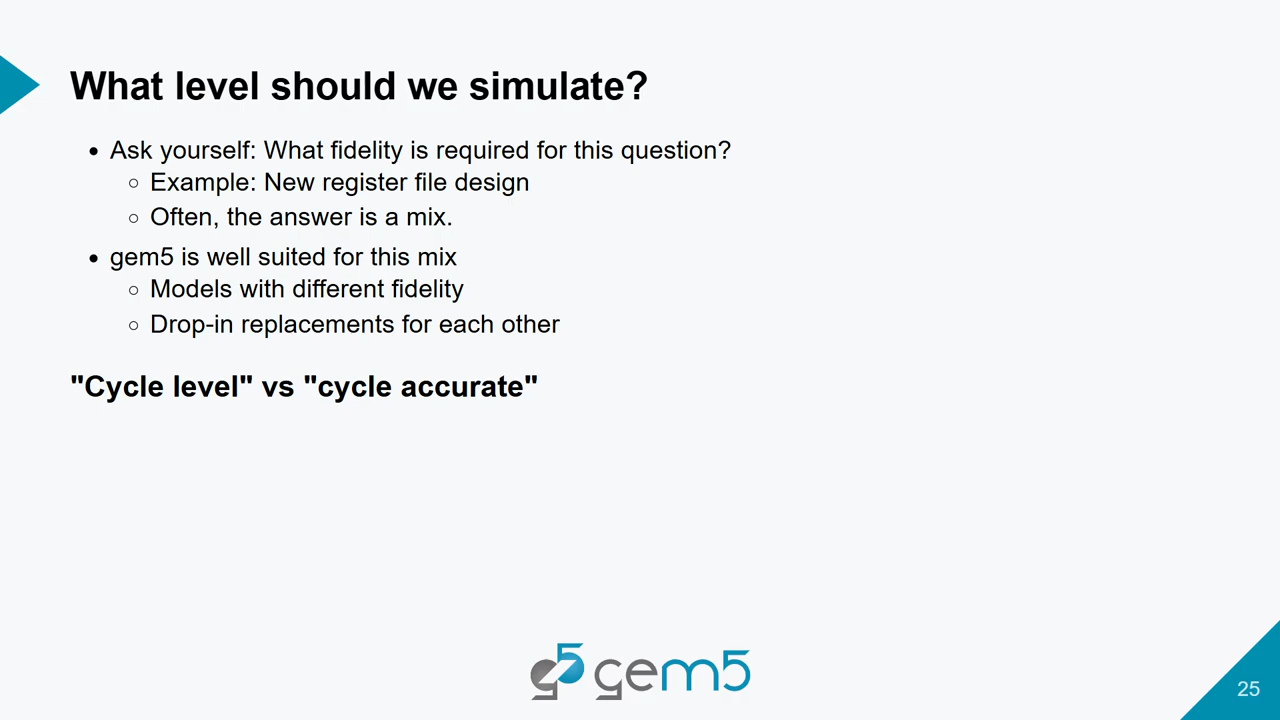 What level should we simulate?
• Ask yourself: What fidelity is required for this question?
○ Example: New register file design
○ Often, the answer is a mix.
• gem5 is well suited for this mix
○ Models with different fidelity
○ Drop-in replacements for each other
"Cycle level" vs "cycle accurate"
g5 gem5
25